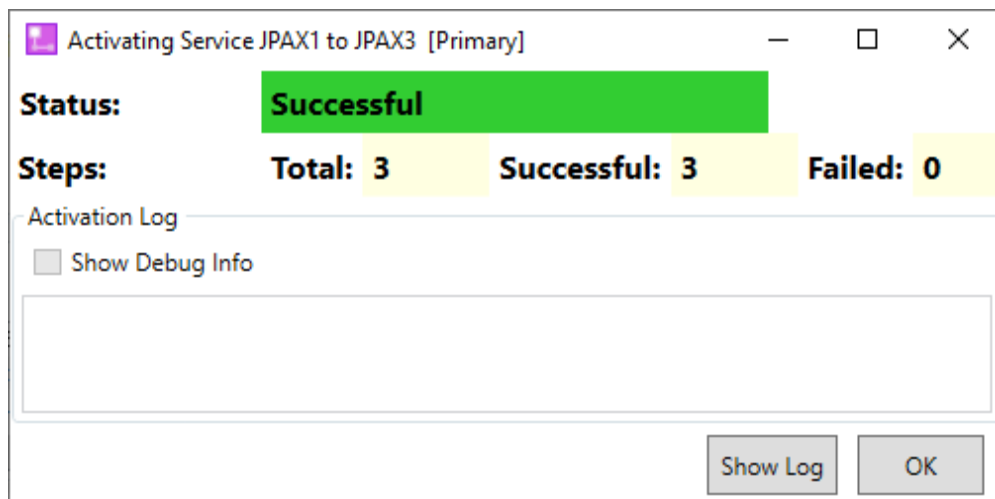 Activating Service JPAX1 to JPAX3 [Primary]
Status: Successful
Steps: Total: 3 Successful: 3 Failed: 0
Activation Log
Show Debug Info
Show Log OK